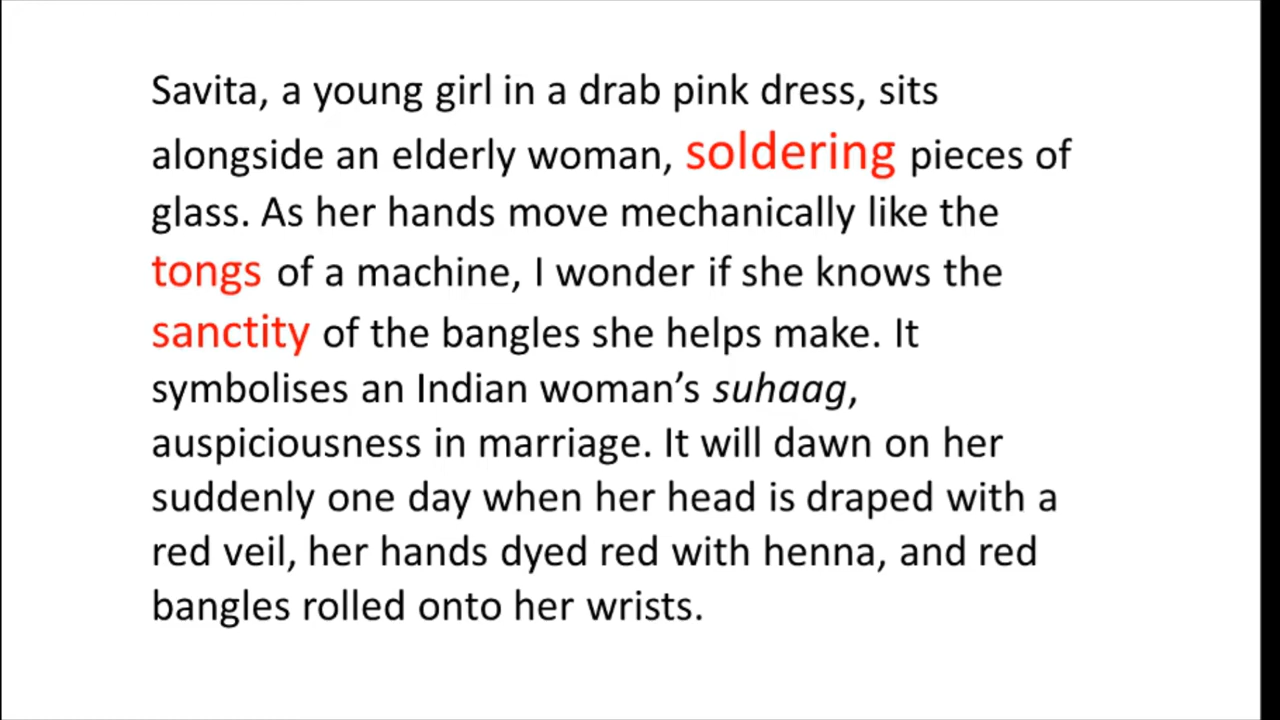 Savita, a young girl in a drab pink dress, sits
alongside an elderly woman, soldering pieces of
glass. As her hands move mechanically like the
tongs of a machine, I wonder if she knows the
sanctity of the bangles she helps make. It
symbolises an Indian woman’s suhaag,
auspiciousness in marriage. It will dawn on her
suddenly one day when her head is draped with a
red veil, her hands dyed red with henna, and red
bangles rolled onto her wrists.